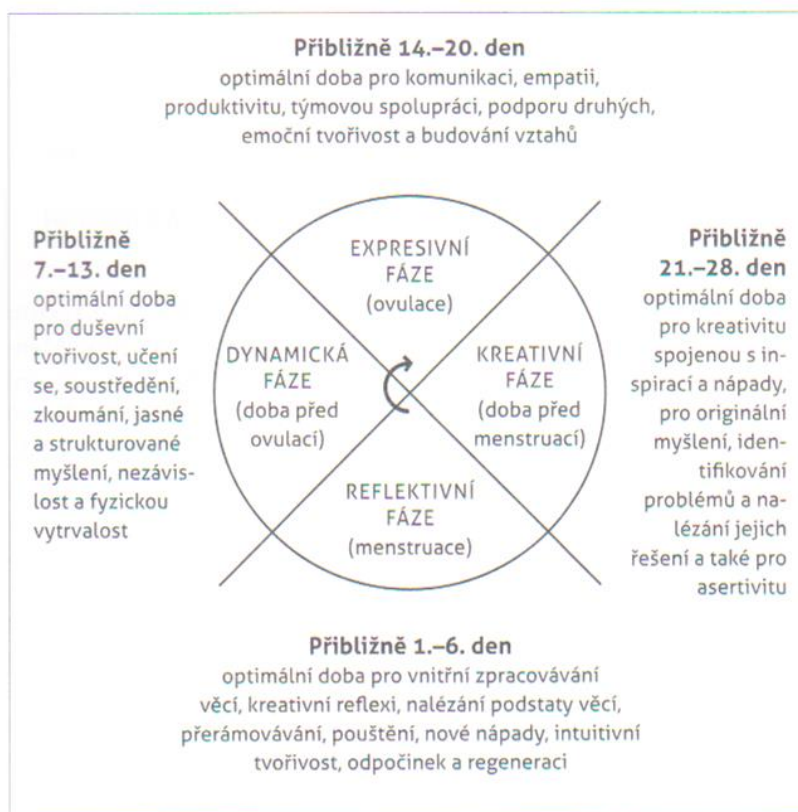 Přibližně 14.–20. den
optimální doba pro komunikaci, empatii,
produktivitu, týmovou spolupráci, podporu druhých,
emoční tvořivost a budování vztahů
Přibližně
7.–13. den
optimální doba
pro duševní
tvořivost, učení
se, soustředění,
zkoumání, jasné
a strukturované
myšlení, nezávis-
lost a fyzickou
vytrvalost
EXPRESIVNÍ
FÁZE
(ovulace)
DYNAMICKÁ
FÁZE
(doba před
ovulací)
KREATIVNÍ
FÁZE
(doba před
menstruací)
REFLEKTIVNÍ
FÁZE
(menstruace)
Přibližně
21.–28. den
optimální doba
pro kreativitu
spojenou s in-
spirací a nápady,
pro originální
myšlení, iden-
tifikování
problémů a na-
lézání jejich
řešení a také pro
asertivitu
Přibližně 1.–6. den
optimální doba pro vnitřní zpracovávání
věcí, kreativní reflexi, nalézání podstaty věcí,
přerámovávání, pouštění, nové nápady, intuitivní
tvořivost, odpočinek a regeneraci